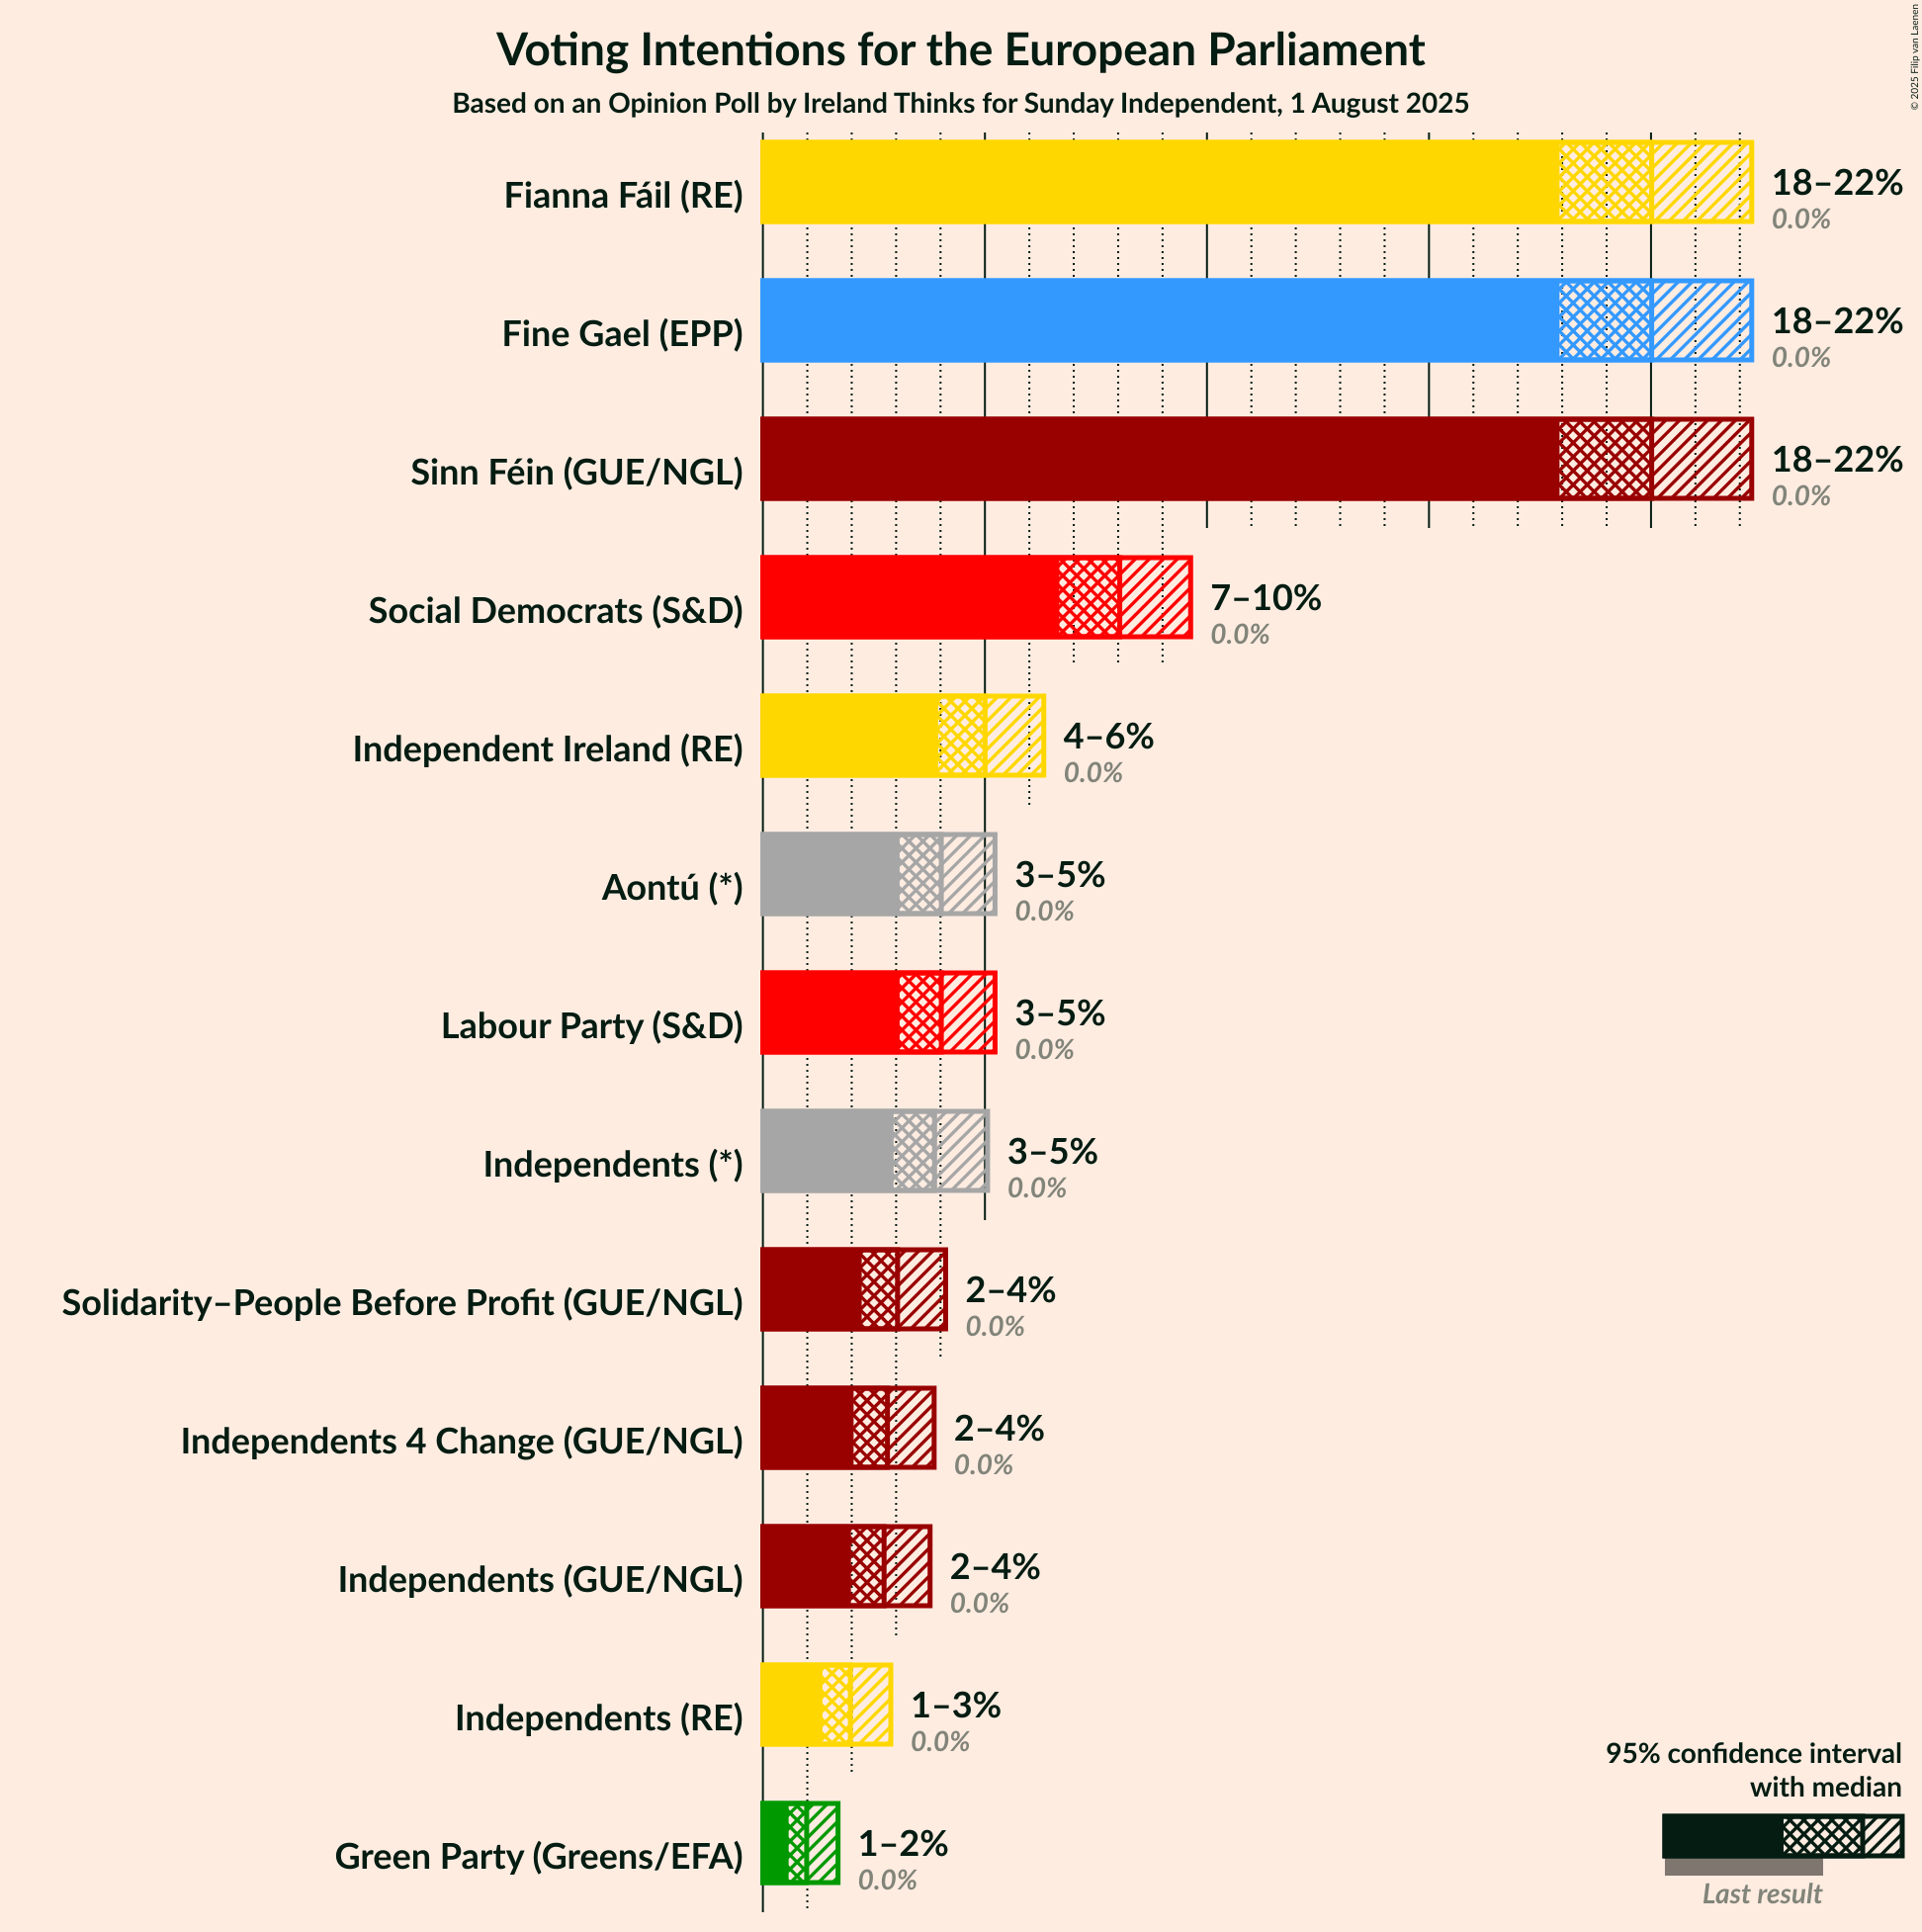 Voting Intentions for the European Parliament
Based on an Opinion Poll by Ireland Thinks for Sunday Independent, 1 August 2025
© 2025 Filip van Laenen
Fianna Fáil (RE)
18–22%
0.0%
Fine Gael (EPP)
18–22%
0.0%
Sinn Féin (GUE/NGL)
18–22%
0.0%
Social Democrats (S&D)
7–10%
0.0%
Independent Ireland (RE)
4–6%
0.0%
Aontú (*)
3–5%
0.0%
Labour Party (S&D)
3–5%
0.0%
Independents (*)
3–5%
0.0%
Solidarity–People Before Profit (GUE/NGL)
2–4%
0.0%
Independents 4 Change (GUE/NGL)
2–4%
0.0%
Independents (GUE/NGL)
2–4%
0.0%
Independents (RE)
1–3%
0.0%
Green Party (Greens/EFA)
1–2%
0.0%
95% confidence interval
with median
Last result